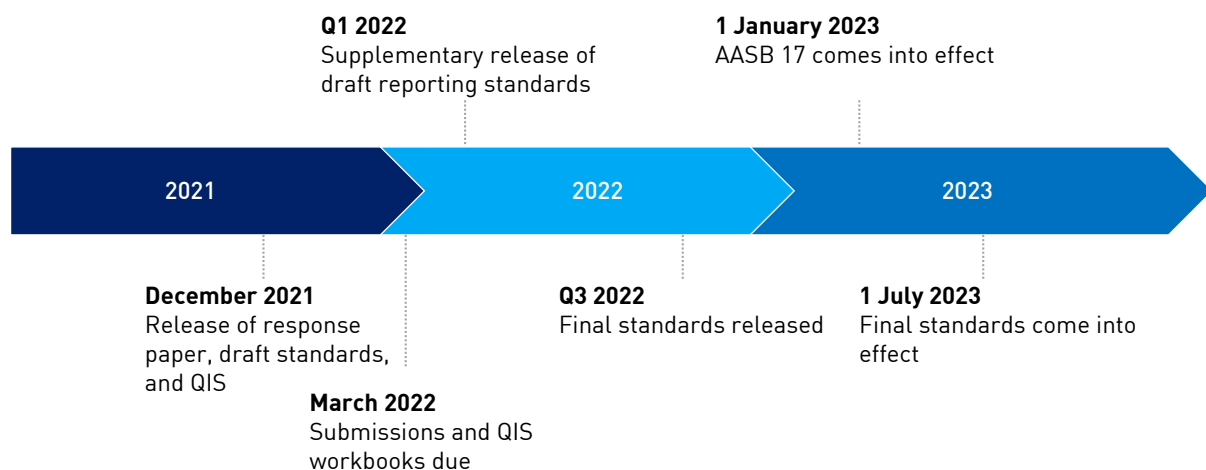 Q1 2022
Supplementary release of
draft reporting standards
1 January 2023
AASB 17 comes into effect
2021
2022
2023
December 2021
Release of response
paper, draft standards,
and QIS
March 2022
Submissions and QIS
workbooks due
Q3 2022
Final standards released
1 July 2023
Final standards come into
effect